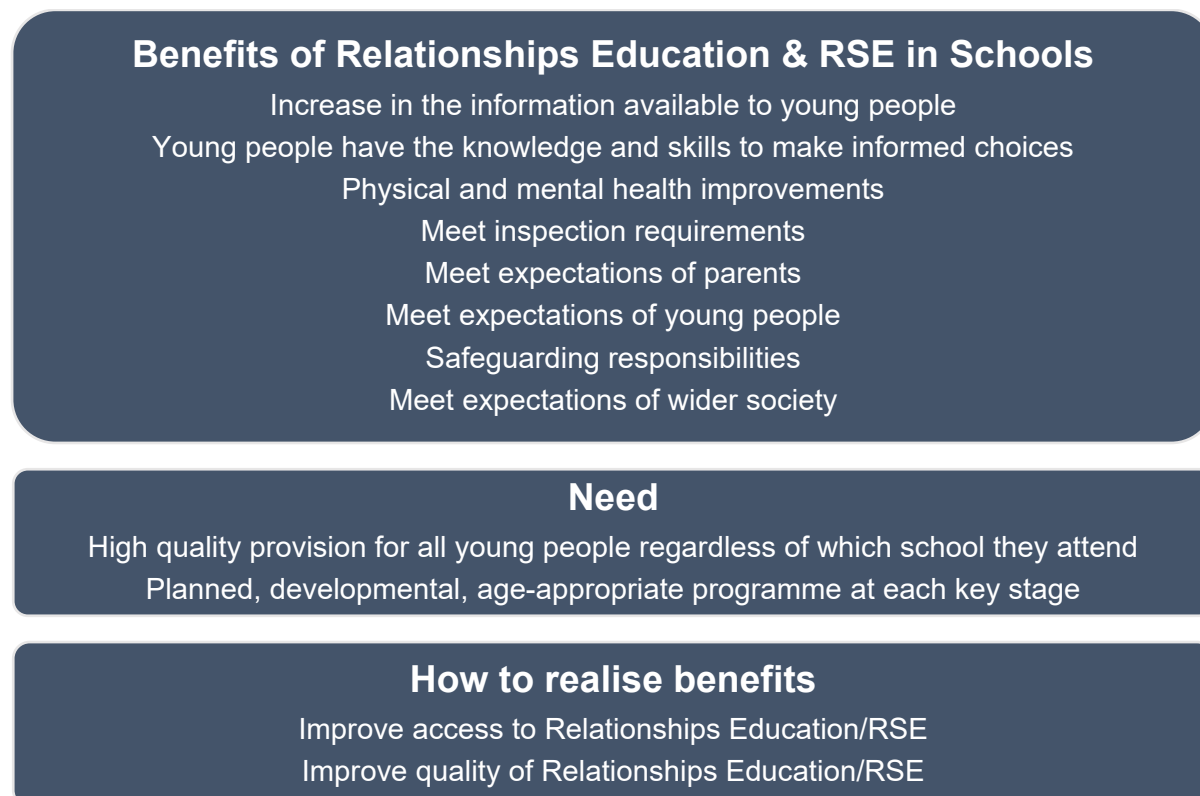 Benefits of Relationships Education & RSE in Schools
Increase in the information available to young people
Young people have the knowledge and skills to make informed choices
Physical and mental health improvements
Meet inspection requirements
Meet expectations of parents
Meet expectations of young people
Safeguarding responsibilities
Meet expectations of wider society
Need
High quality provision for all young people regardless of which school they attend
Planned, developmental, age-appropriate programme at each key stage
How to realise benefits
Improve access to Relationships Education/RSE
Improve quality of Relationships Education/RSE